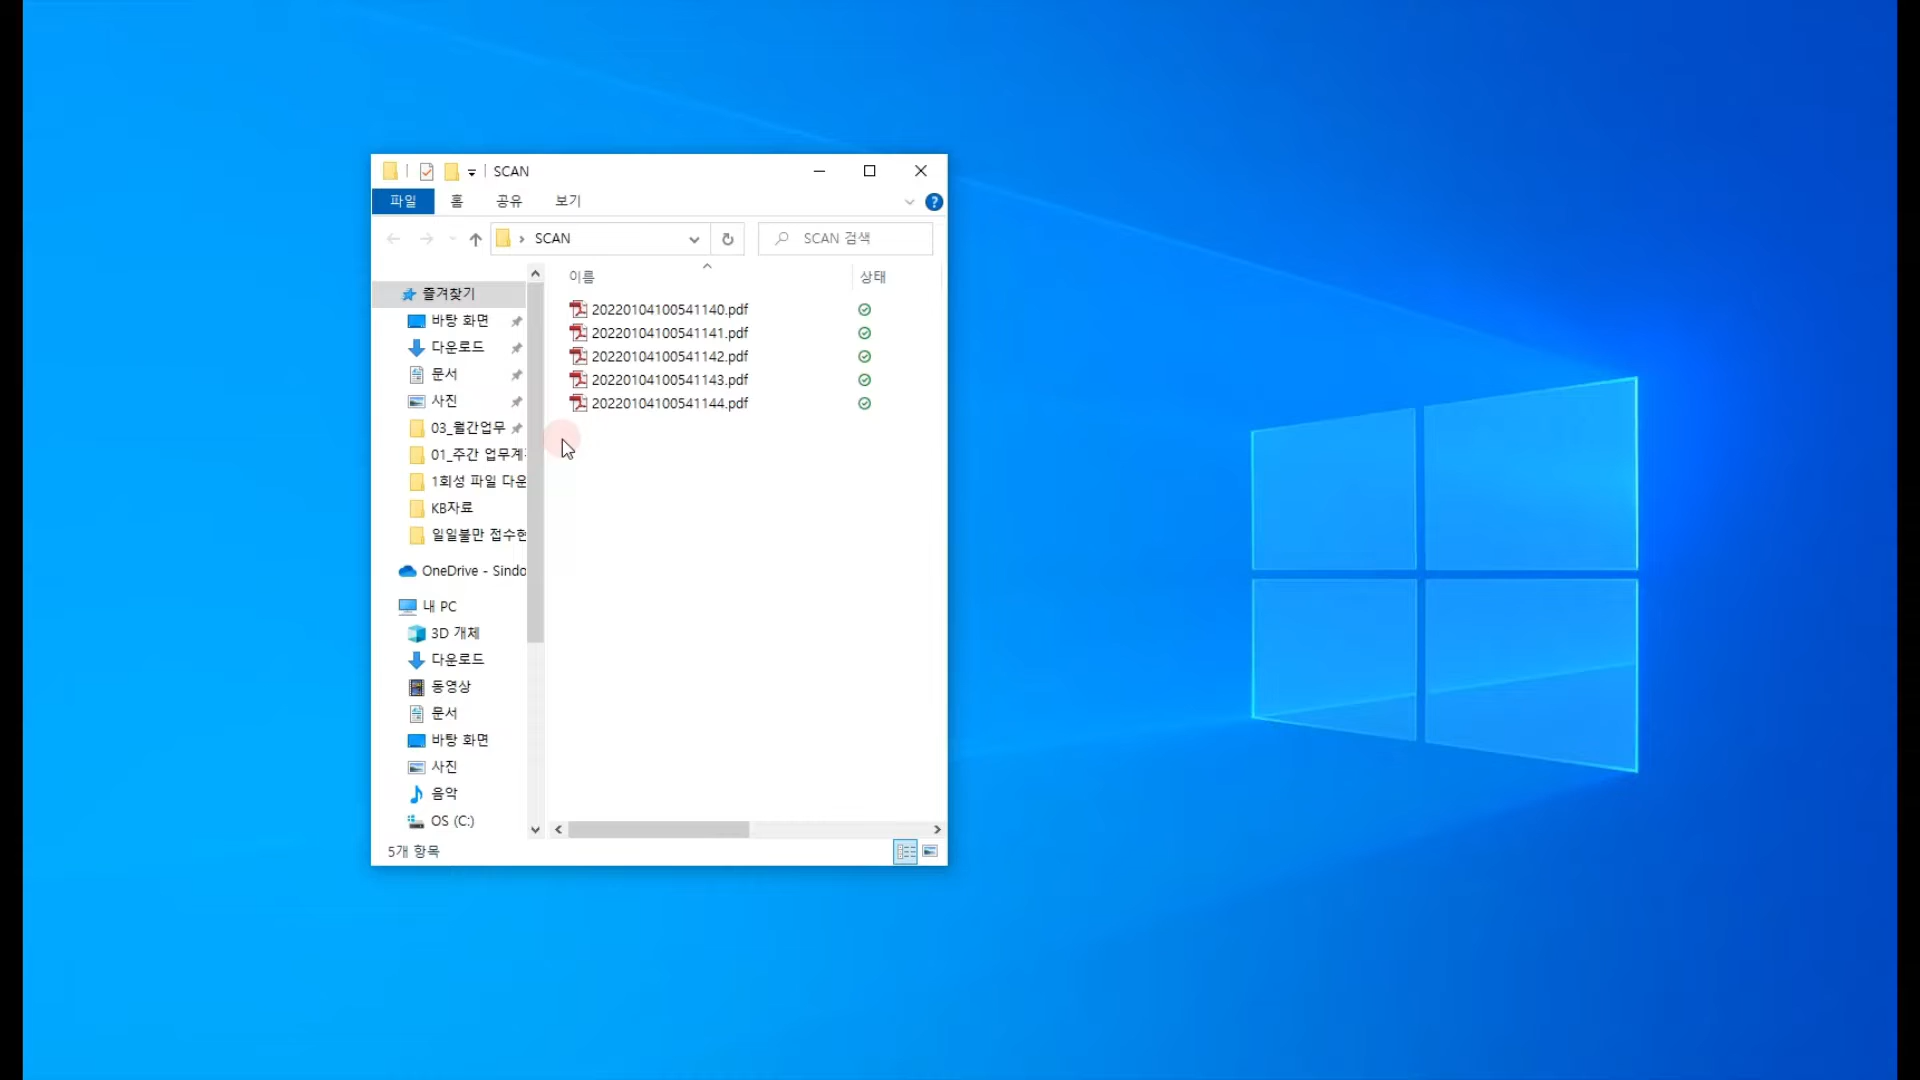 SCAN
파일 홈 공유 보기
SCAN SCAN 검색
이름 상태
즐겨찾기
바탕 화면
다운로드
문서
사진
03_월간업무
01_주간 업무계
1회성 파일 다운
KB자료
일일불만 접수현
OneDrive - Sindo
내 PC
3D 개체
다운로드
동영상
문서
바탕 화면
사진
음악
OS (C:)
20220104100541140.pdf
20220104100541141.pdf
20220104100541142.pdf
20220104100541143.pdf
20220104100541144.pdf
5개 항목